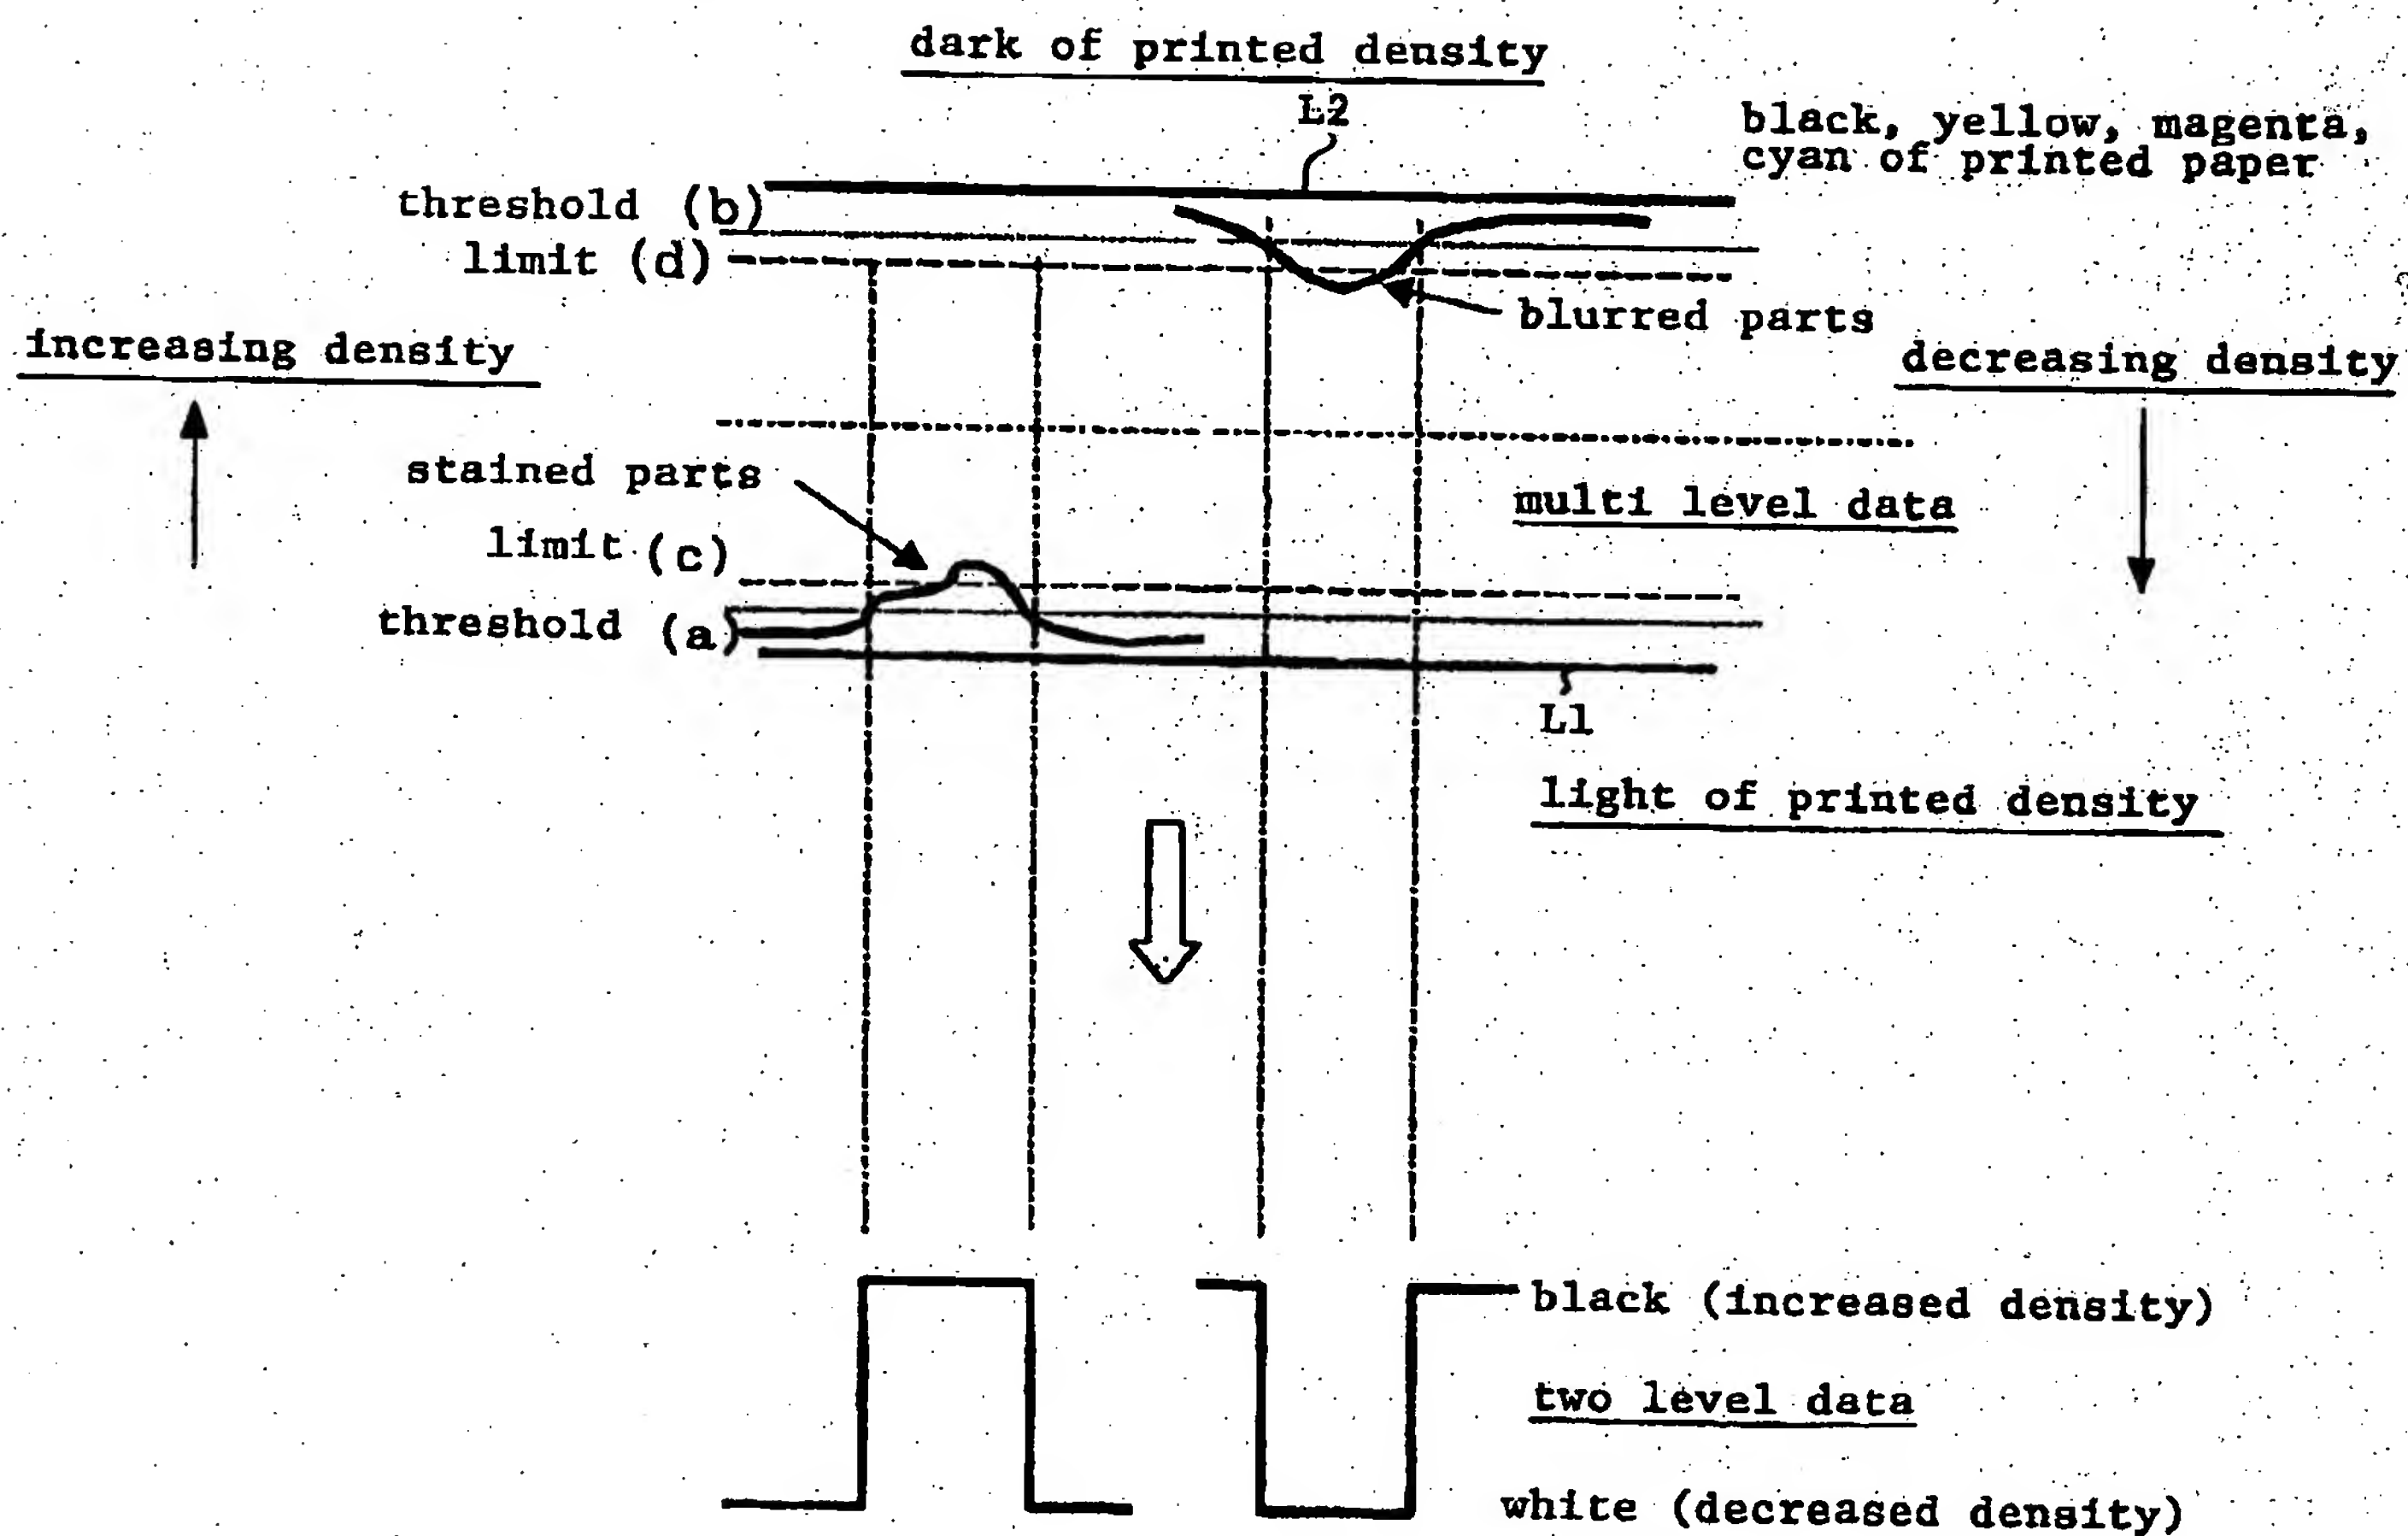 dark of printed density
L2
black, yellow, magenta,
cyan of printed paper
threshold (b)
limit (d)
blurred parts
increasing density
decreasing density
stained parts
multi level data
limit (c)
threshold (a)
L1
light of printed density
black (increased density)
two level data
white (decreased density)